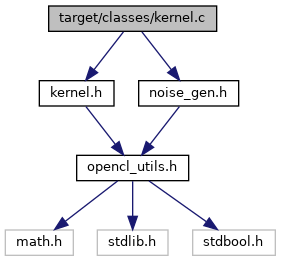 target/classes/kernel.c
kernel.h
noise_gen.h
opencl_utils.h
math.h
stdlib.h
stdbool.h